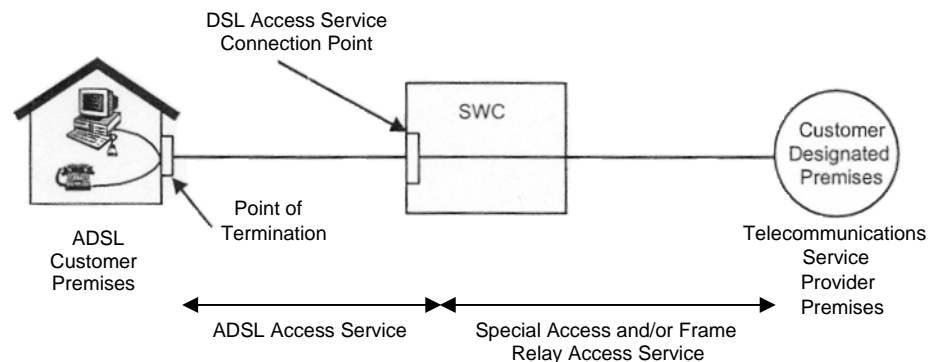 DSL Access Service
Connection Point
SWC
Customer
Designated
Premises
Point of
Termination
ADSL
Customer
Premises
Telecommunications
Service
Provider
Premises
ADSL Access Service
Special Access and/or Frame
Relay Access Service